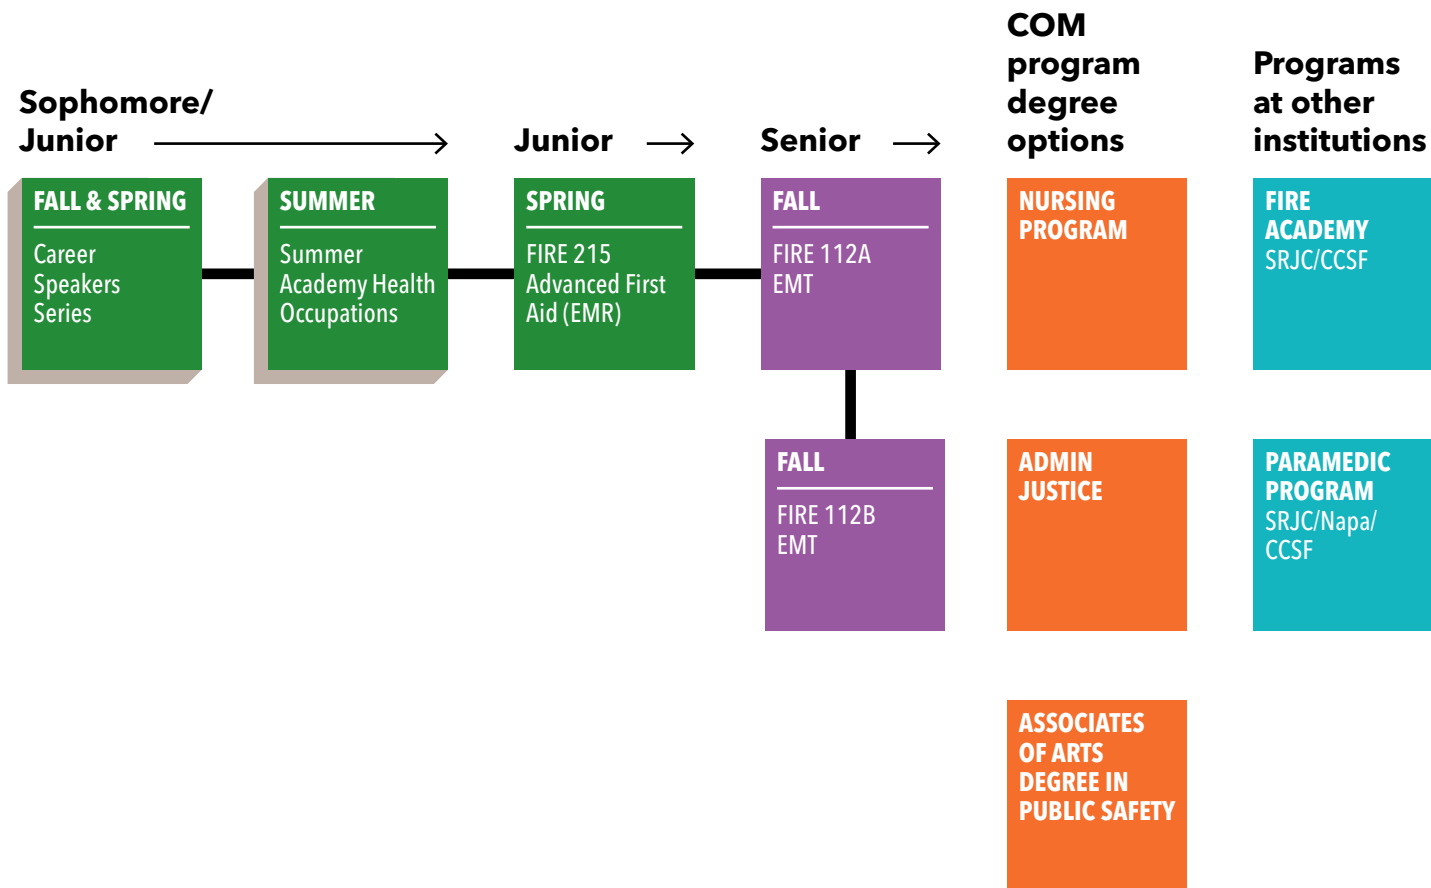 Sophomore/
Junior
Junior
Senior
COM
program
degree
options
Programs
at other
institutions
FALL & SPRING
Career
Speakers
Series
SUMMER
Summer
Academy Health
Occupations
SPRING
FIRE 215
Advanced First
Aid (EMR)
FALL
FIRE 112A
EMT
NURSING
PROGRAM
FIRE
ACADEMY
SRJC/CCSF
FALL
FIRE 112B
EMT
ADMIN
JUSTICE
PARAMEDIC
PROGRAM
SRJC/Napa/
CCSF
ASSOCIATES
OF ARTS
DEGREE IN
PUBLIC SAFETY